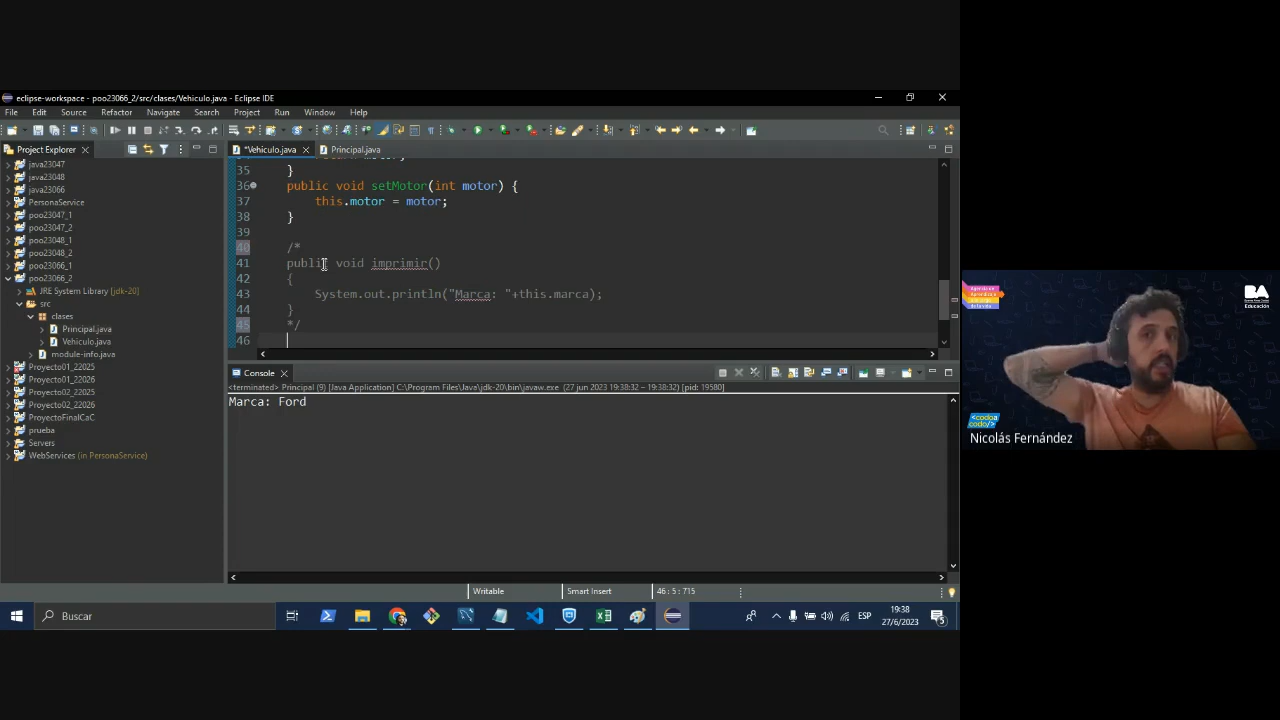 eclipse-workspace - poo23066_2/src/clases/Vehiculo.java - Eclipse IDE
File Edit Source Refactor Navigate Search Project Run Window Help
Project Explorer
*Vehiculo.java Principal.java
java23047
java23048
java23066
PersonaService
poo23047_1
poo23047_2
poo23048_1
poo23048_2
poo23066_1
poo23066_2
JRE System Library [jdk-20]
src
clases
Principal.java
Vehiculo.java
module-info.java
Proyecto01_22025
Proyecto01_22026
Proyecto02_22025
Proyecto02_22026
ProyectoFinalCaC
prueba
Servers
WebServices (in PersonaService)
35 }
36 public void setMotor(int motor) {
37 this.motor = motor;
38 }
39
40 /*
41 public void imprimir()
42 {
43 System.out.println("Marca: "+this.marca);
44 }
45 */
46
Console
<terminated> Principal (9) [Java Application] C:\Program Files\Java\jdk-20\bin\javaw.exe (27 jun 2023 19:38:32 – 19:38:32) [pid: 19580]
Marca: Ford
Writable Smart Insert 46 : 5 : 715
Buscar
ESP
19:38
27/6/2023
5
BA
Educación
<codo a codo/>
Nicolás Fernández